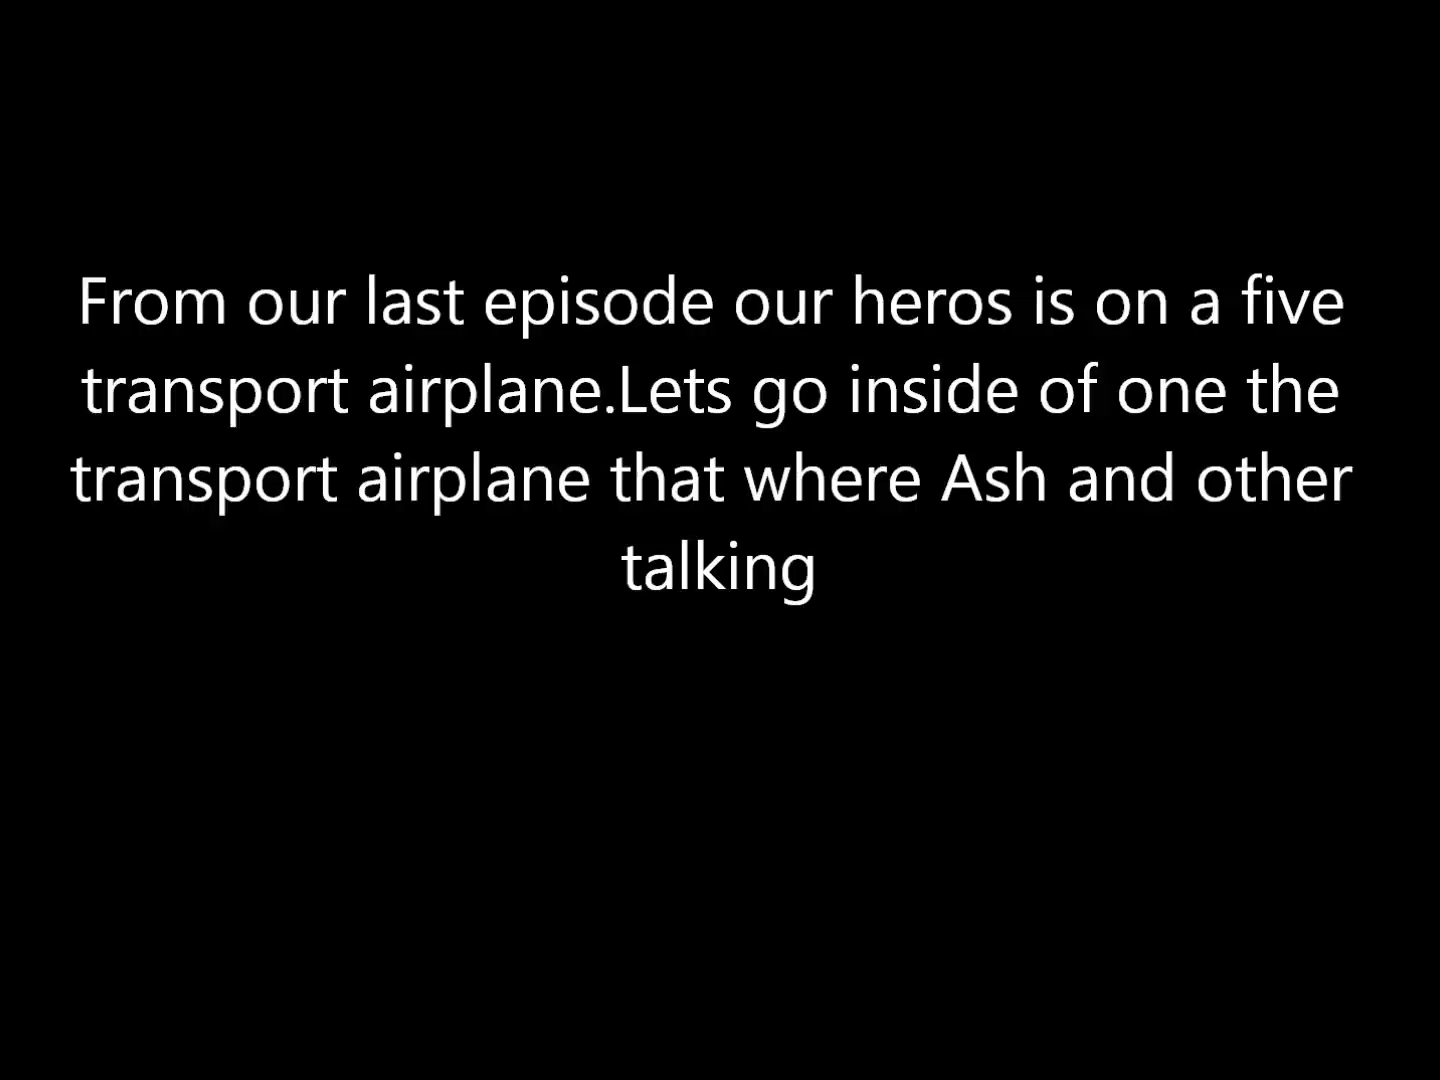 From our last episode our heros is on a five
transport airplane.Lets go inside of one the
transport airplane that where Ash and other
talking